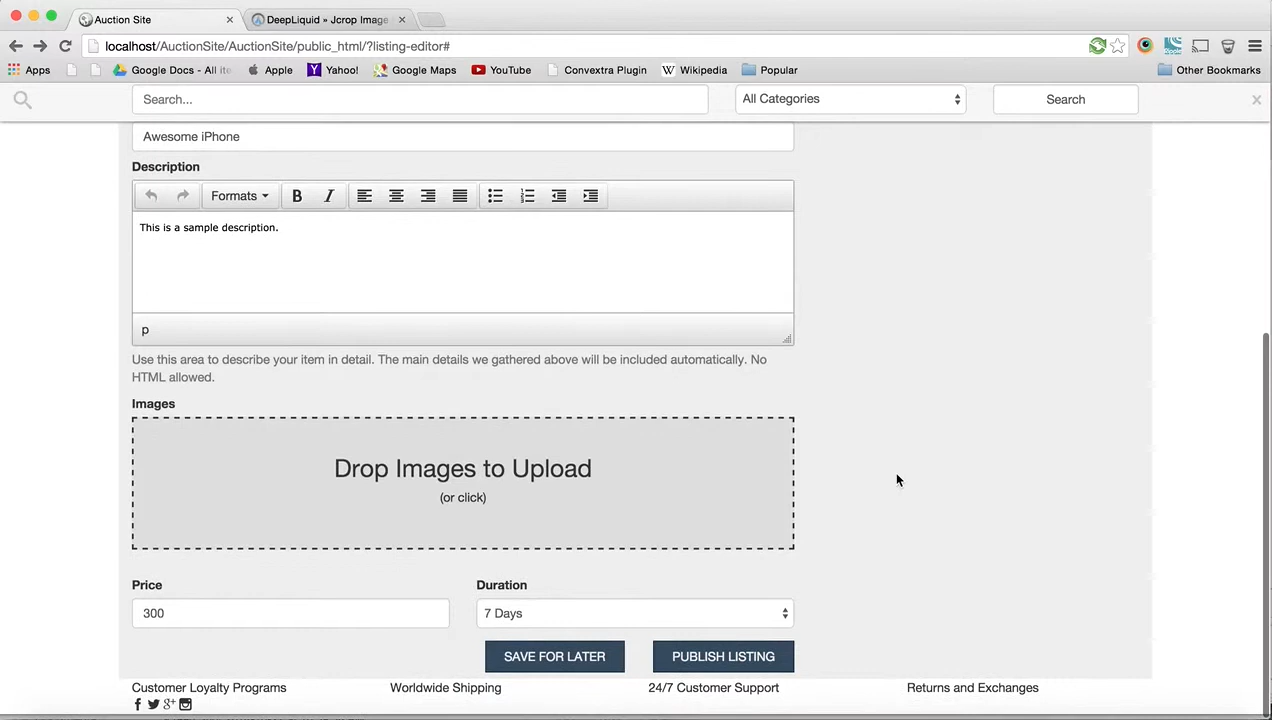 Auction Site
DeepLiquid » Jcrop Image
localhost/AuctionSite/AuctionSite/public_html/?listing-editor#
Apps Google Docs - All ite Apple Yahoo! Google Maps YouTube Convextra Plugin Wikipedia Popular Other Bookmarks
Search... All Categories Search
Awesome iPhone
Description
Formats B I
This is a sample description.
p
Use this area to describe your item in detail. The main details we gathered above will be included automatically. No
HTML allowed.
Images
Drop Images to Upload
(or click)
Price Duration
300 7 Days
SAVE FOR LATER PUBLISH LISTING
Customer Loyalty Programs Worldwide Shipping 24/7 Customer Support Returns and Exchanges